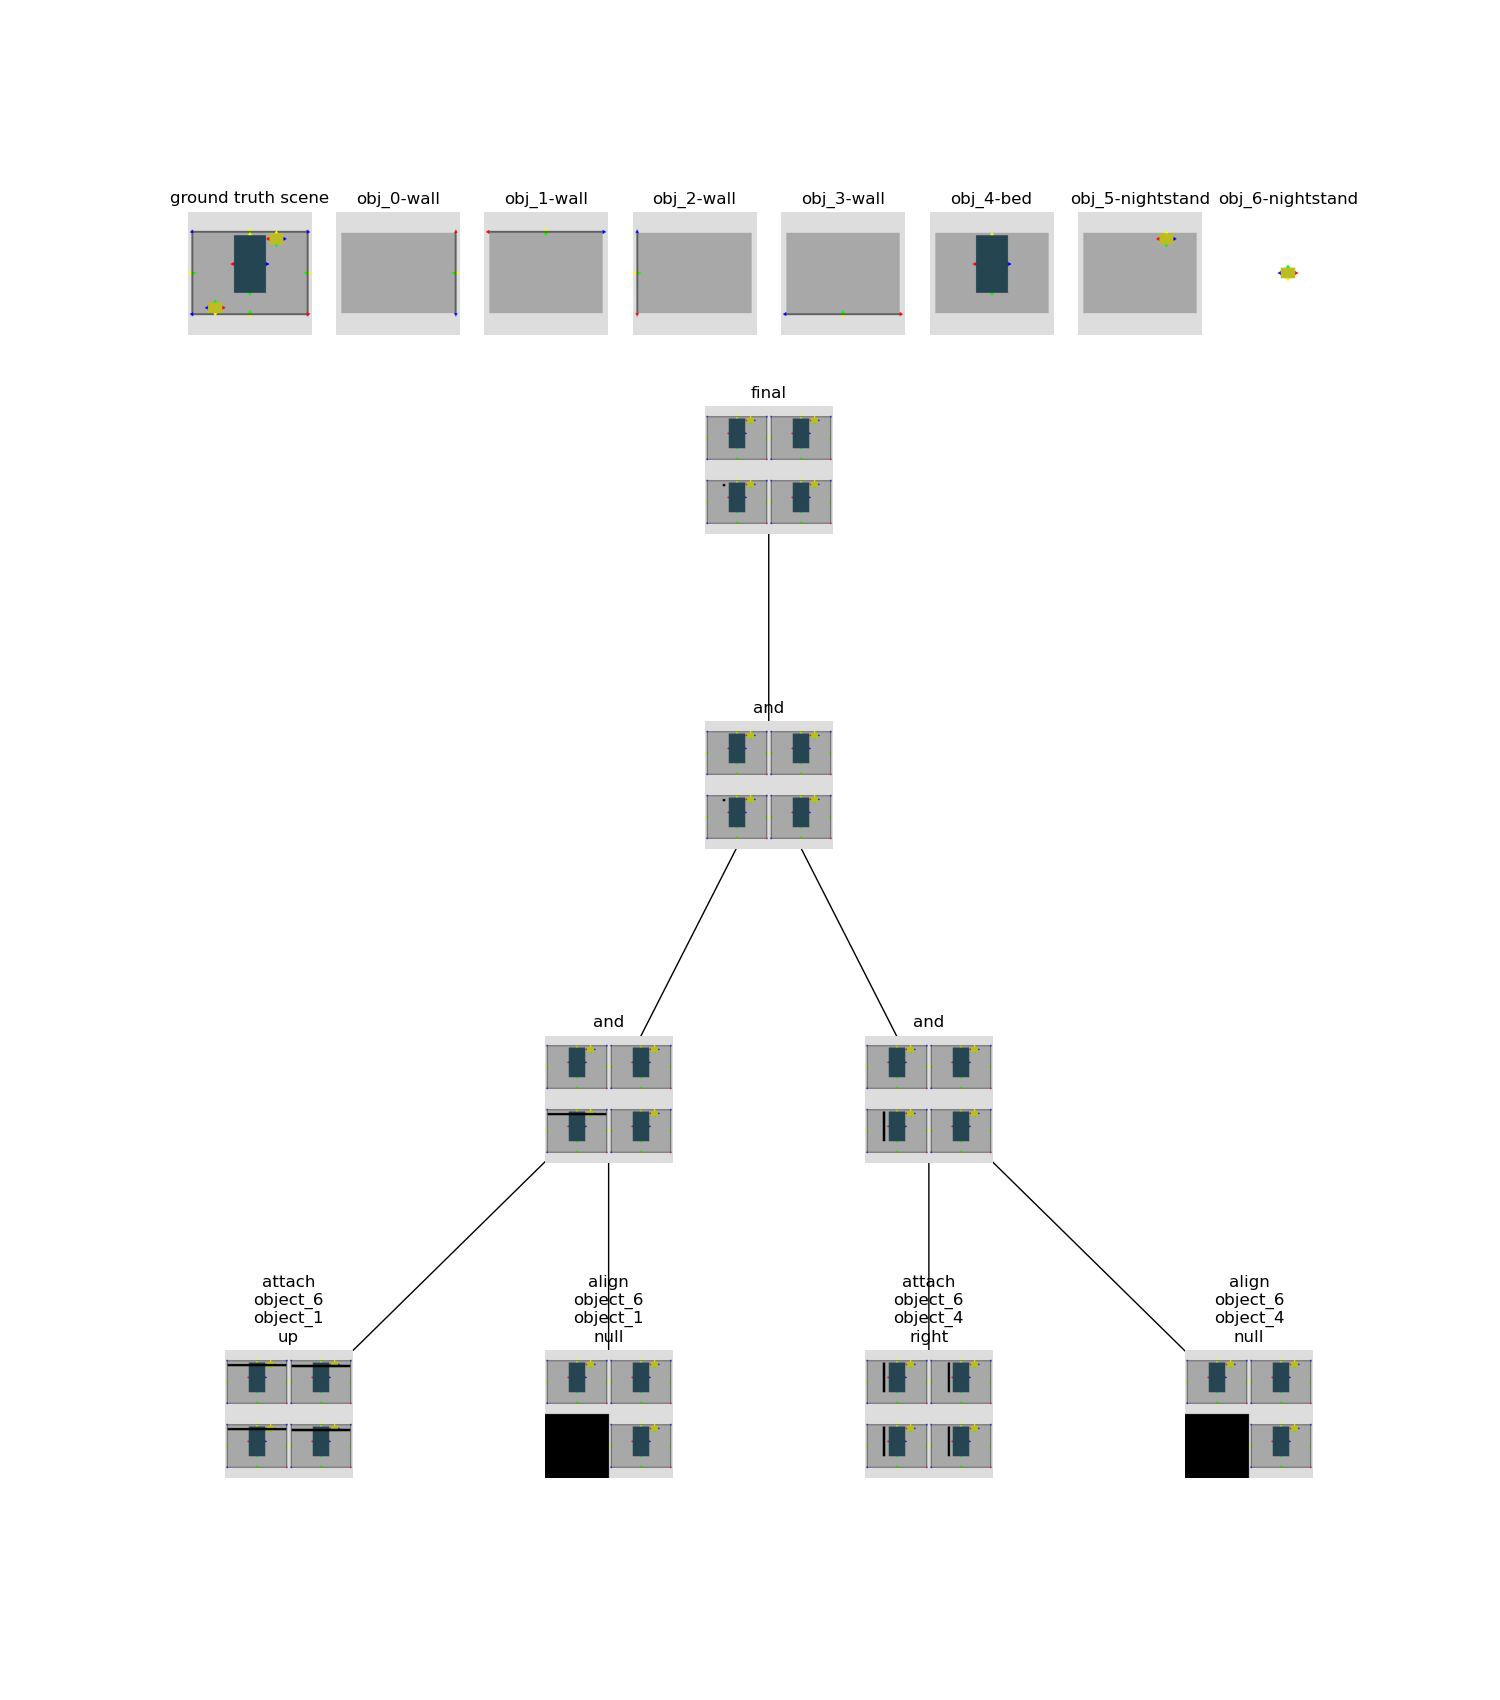 ground truth scene
obj_0-wall
obj_1-wall
obj_2-wall
obj_3-wall
obj_4-bed
obj_5-nightstand
obj_6-nightstand
final
and
and
and
attach
object_6
object_1
up
align
object_6
object_1
null
attach
object_6
object_4
right
align
object_6
object_4
null